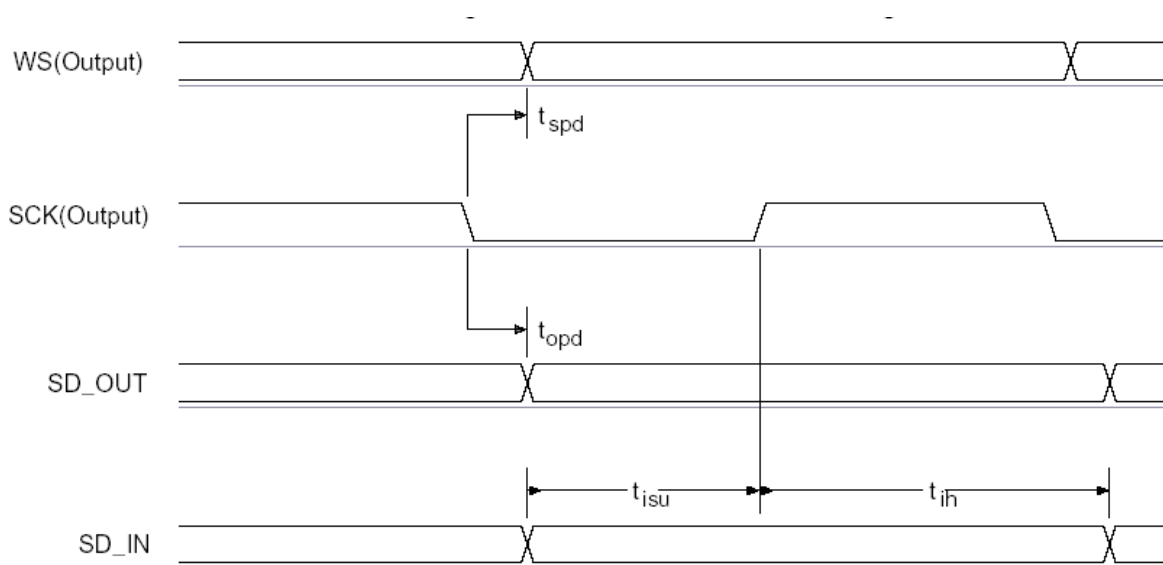 WS(Output)
tspd
SCK(Output)
topd
SD_OUT
tisu
tih
SD_IN